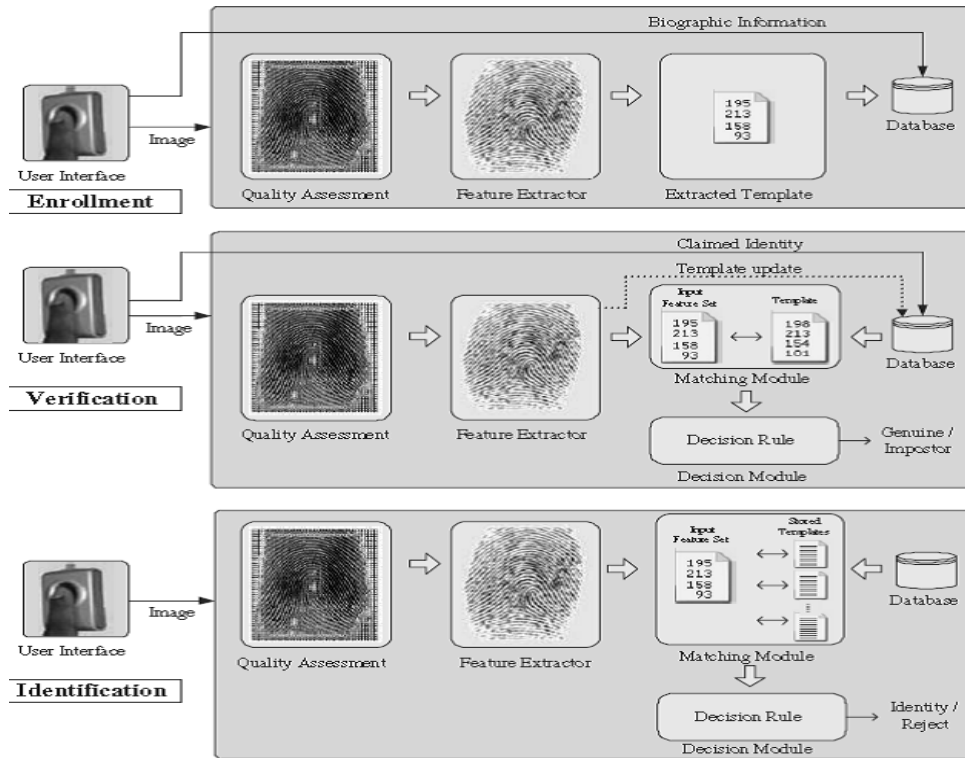 Biographic Information
195
213
158
93
Image
Database
User Interface
Quality Assessment
Feature Extractor
Extracted Template
Enrollment
Claimed Identity
Template update
Input
Feature Set
Template
195
213
158
93
198
213
154
101
Image
Database
User Interface
Matching Module
Quality Assessment
Feature Extractor
Verification
Decision Rule
Genuine /
Impostor
Decision Module
Input
Feature Set
Stored
Templates
195
213
158
93
Image
Database
User Interface
Quality Assessment
Feature Extractor
Matching Module
Identification
Decision Rule
Identity /
Reject
Decision Module